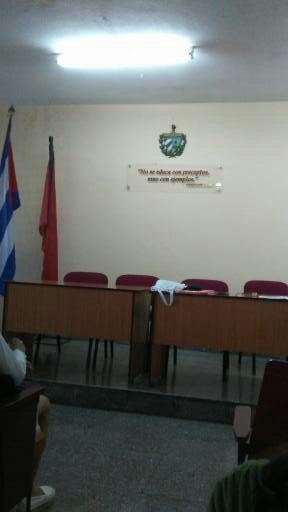 "No se educa con preceptos,
sino con ejemplos."